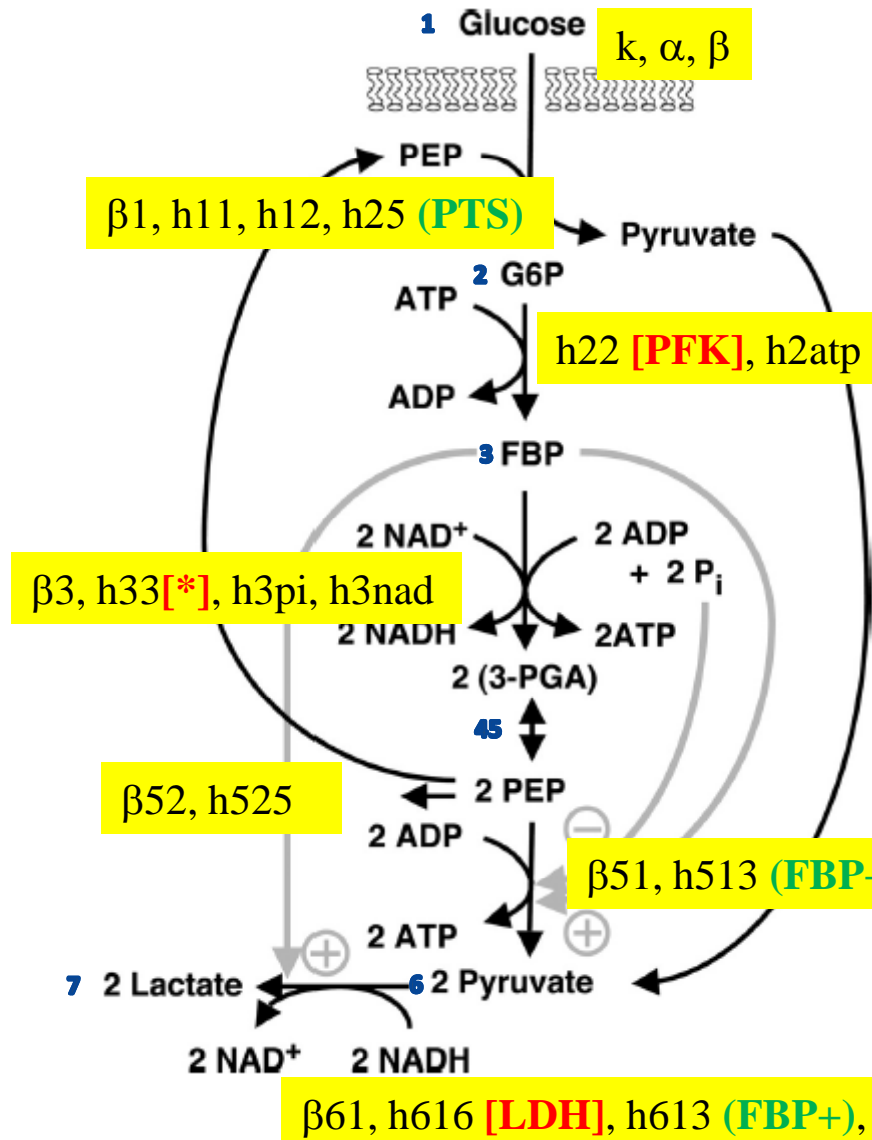 1 Glucose
k, α, β
PEP
β1, h11, h12, h25 (PTS)
Pyruvate
2 G6P
ATP
h22 [PFK], h2atp
ADP
3 FBP
2 NAD⁺
2 ADP
+ 2 Pᵢ
β3, h33[*], h3pi, h3nad
2 NADH
2ATP
2 (3-PGA)
45
2 PEP
β52, h525
2 ADP
−
β51, h513 (FBP-
2 ATP
+
+
7 2 Lactate
6 2 Pyruvate
2 NAD⁺
2 NADH
β61, h616 [LDH], h613 (FBP+),